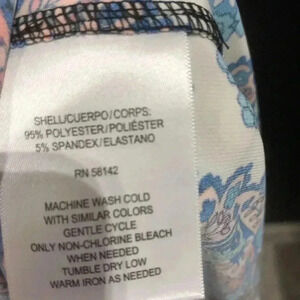 SHELL/CUERPO/CORPS:
95% POLYESTER/POLIÉSTER
5% SPANDEX/ELASTANO
RN 58142
MACHINE WASH COLD
WITH SIMILAR COLORS
GENTLE CYCLE
ONLY NON-CHLORINE BLEACH
WHEN NEEDED
TUMBLE DRY LOW
WARM IRON AS NEEDED